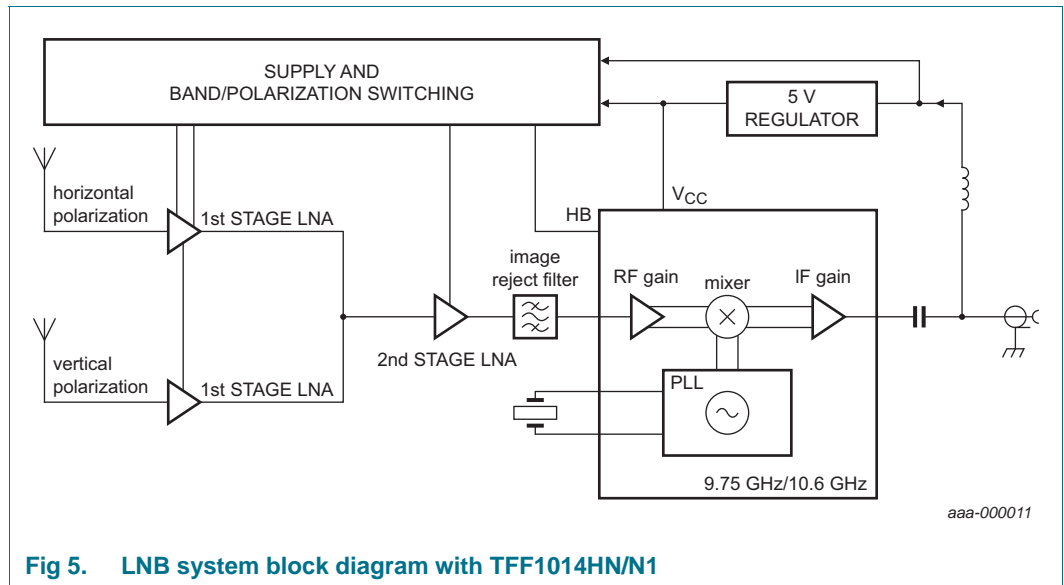 SUPPLY AND
BAND/POLARIZATION SWITCHING
5 V
REGULATOR
horizontal
polarization
1st STAGE LNA
HB
VCC
image
reject filter
RF gain
mixer
IF gain
2nd STAGE LNA
vertical
polarization
1st STAGE LNA
PLL
9.75 GHz/10.6 GHz
aaa-000011
Fig 5. LNB system block diagram with TFF1014HN/N1